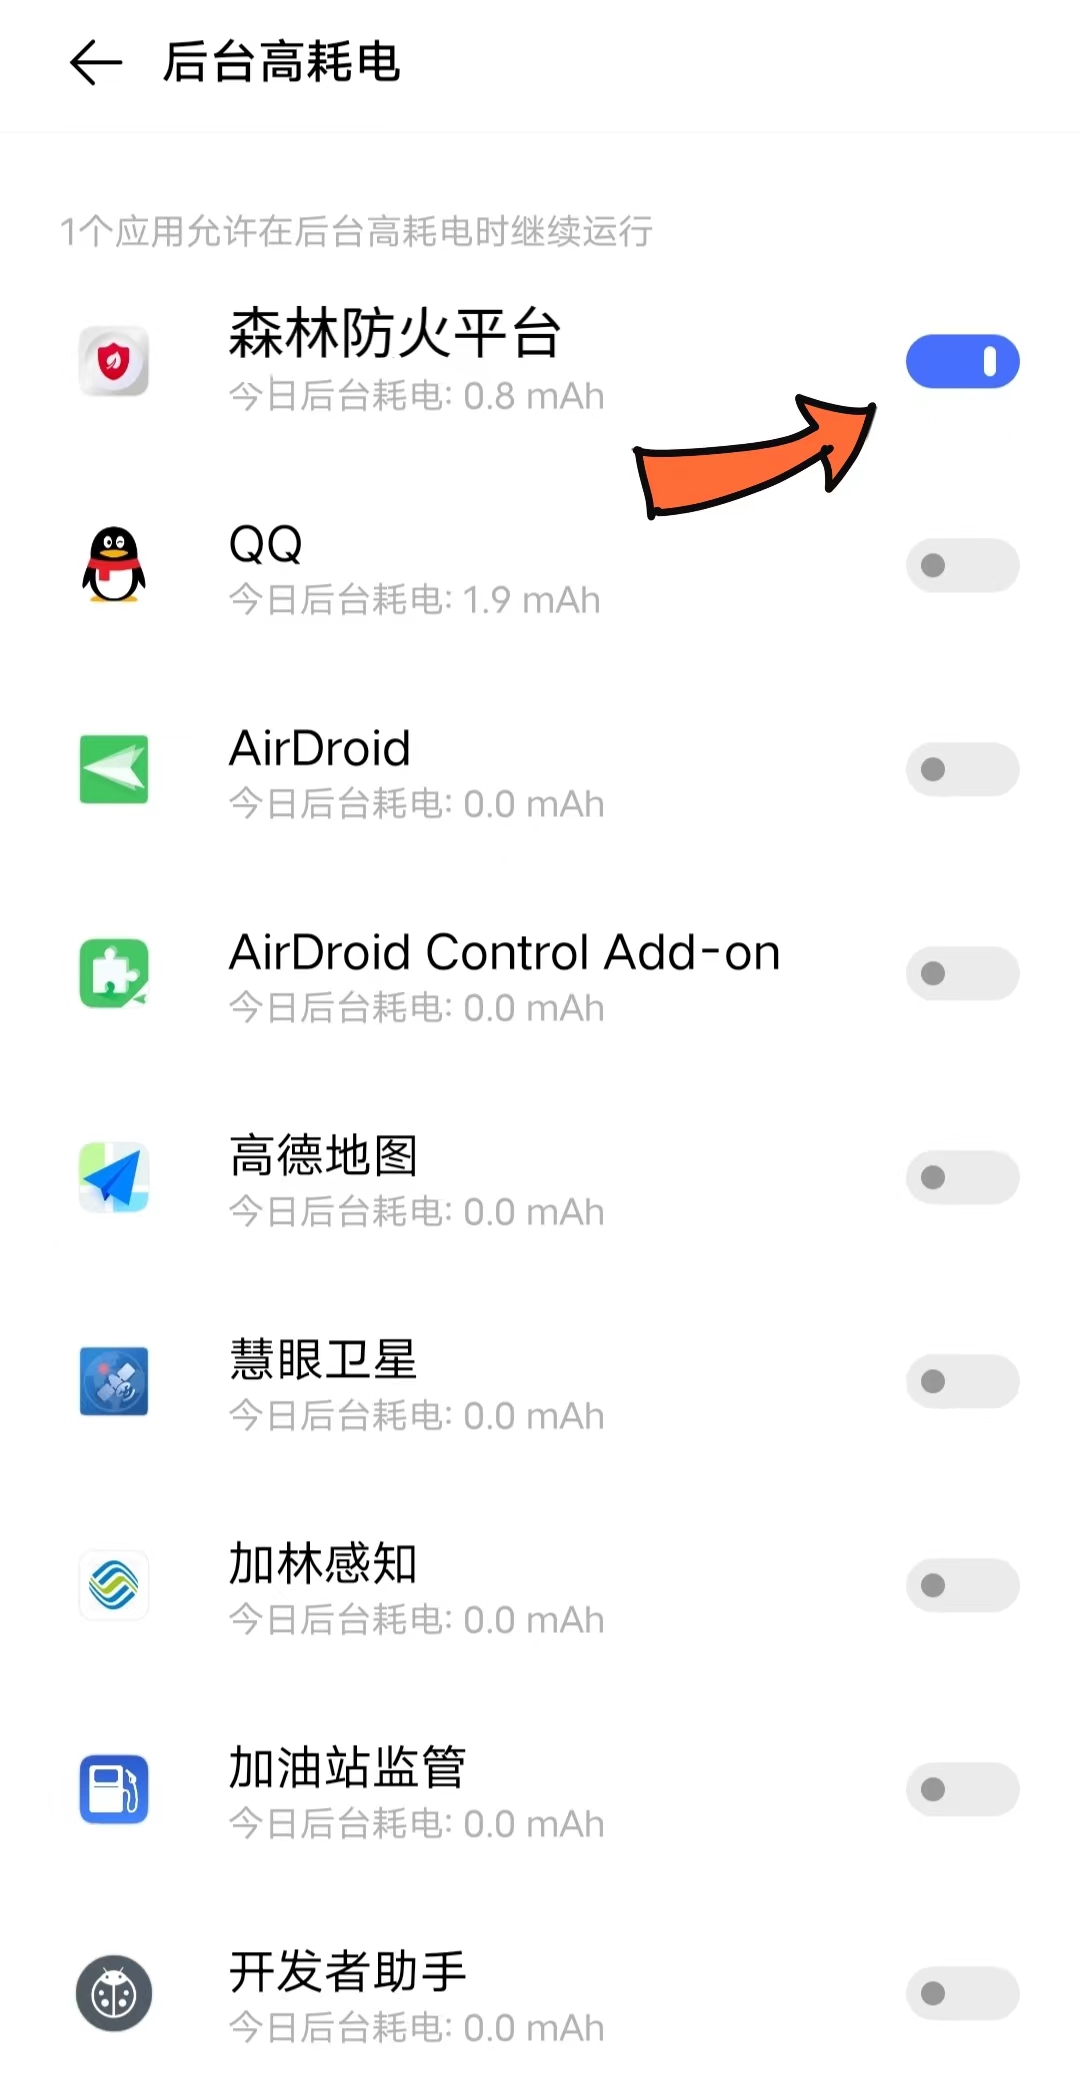 后台高耗电
1个应用允许在后台高耗电时继续运行
森林防火平台
今日后台耗电: 0.8 mAh
QQ
今日后台耗电: 1.9 mAh
AirDroid
今日后台耗电: 0.0 mAh
AirDroid Control Add-on
今日后台耗电: 0.0 mAh
高德地图
今日后台耗电: 0.0 mAh
慧眼卫星
今日后台耗电: 0.0 mAh
加林感知
今日后台耗电: 0.0 mAh
加油站监管
今日后台耗电: 0.0 mAh
开发者助手
今日后台耗电: 0.0 mAh